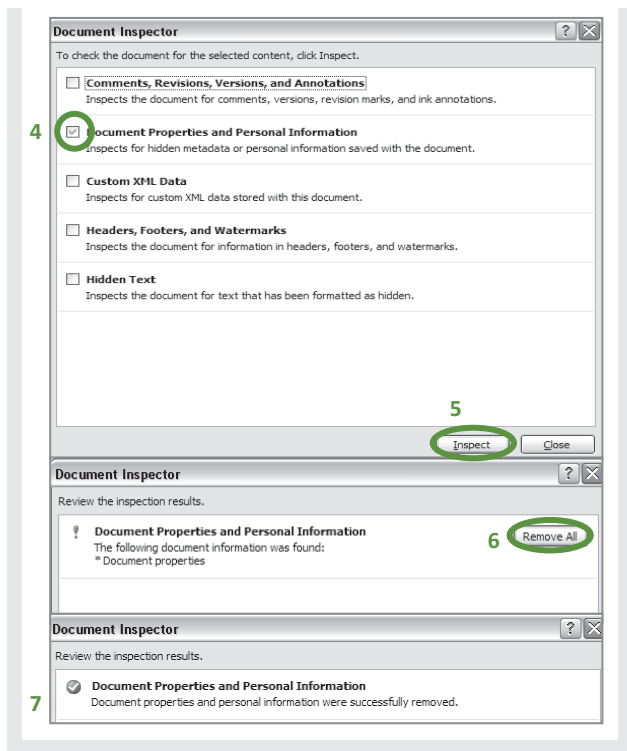 Document Inspector
To check the document for the selected content, click Inspect.
Comments, Revisions, Versions, and Annotations
Inspects the document for comments, versions, revision marks, and ink annotations.
4
Document Properties and Personal Information
Inspects for hidden metadata or personal information saved with the document.
Custom XML Data
Inspects for custom XML data stored with this document.
Headers, Footers, and Watermarks
Inspects the document for information in headers, footers, and watermarks.
Hidden Text
Inspects the document for text that has been formatted as hidden.
5
Inspect Close
Document Inspector
Review the inspection results.
Document Properties and Personal Information
The following document information was found:
* Document properties
6 Remove All
Document Inspector
Review the inspection results.
Document Properties and Personal Information
7 Document properties and personal information were successfully removed.